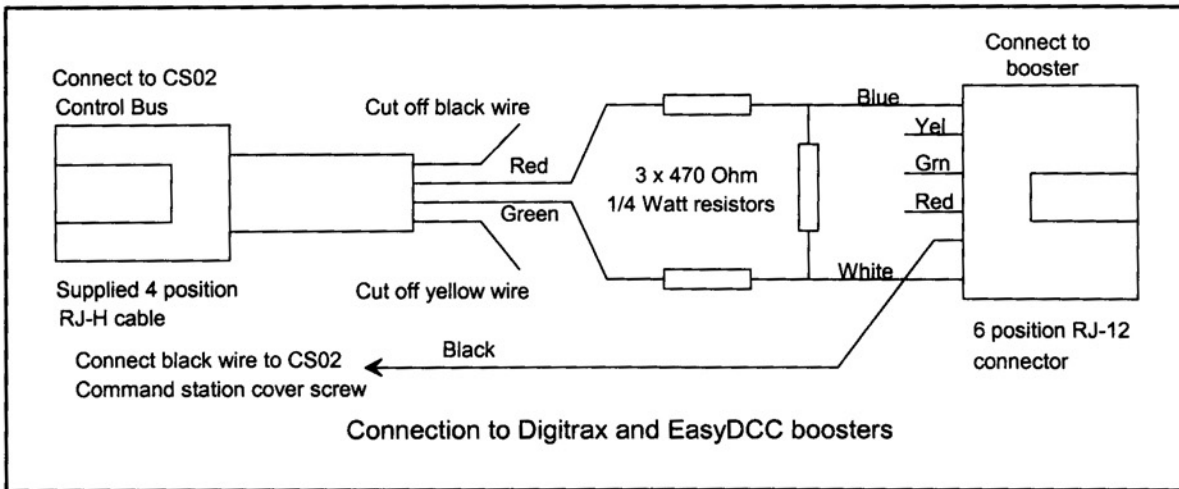 Connect to CS02
Control Bus
Cut off black wire
Red
Green
Cut off yellow wire
Supplied 4 position
RJ-H cable
3 x 470 Ohm
1/4 Watt resistors
Connect to
booster
Blue
Yel
Grn
Red
White
6 position RJ-12
connector
Black
Connect black wire to CS02
Command station cover screw
Connection to Digitrax and EasyDCC boosters